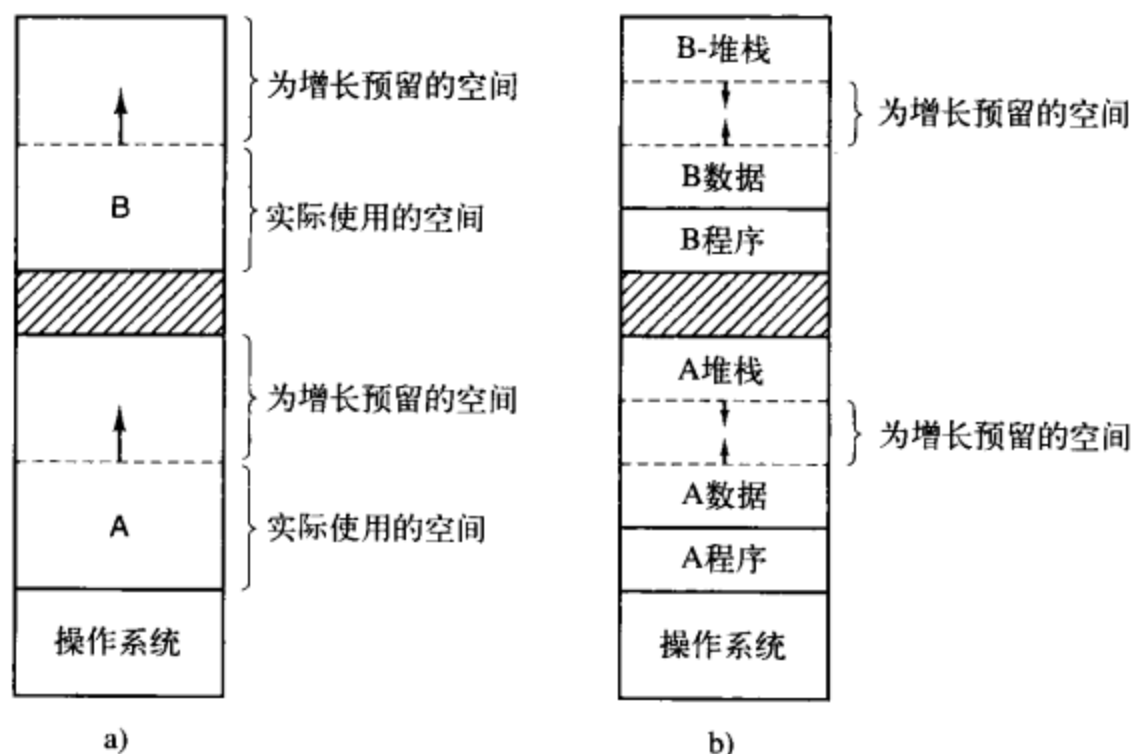 为增长预留的空间
B
实际使用的空间
为增长预留的空间
A
实际使用的空间
操作系统
a)
B-堆栈
为增长预留的空间
B数据
B程序
A堆栈
为增长预留的空间
A数据
A程序
操作系统
b)